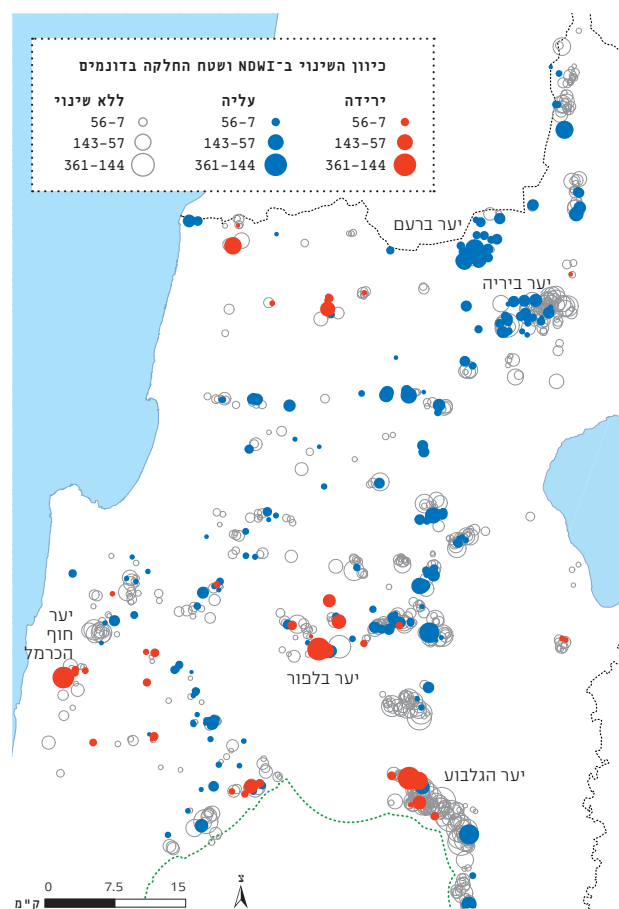 כיוון השינוי ב־NDWI ושטח החלקה בדונמים
ירידה עליה ללא שינוי
56-7 56-7 56-7
143-57 143-57 143-57
361-144 361-144 361-144
יער ברעם
יער ביריה
יער
חוף
הכרמל
יער בלפור
יער הגלבוע
צ
0 7.5 15
ק"מ